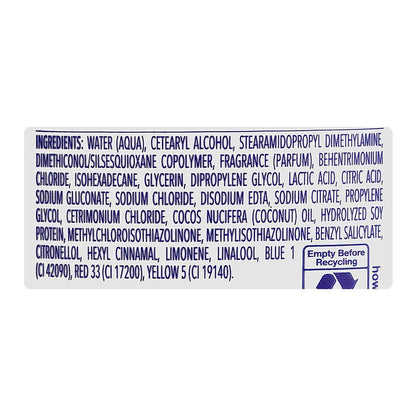 INGREDIENTS: WATER (AQUA), CETEARYL ALCOHOL, STEARAMIDOPROPYL DIMETHYLAMINE,
DIMETHICONOL/SILSESQUIOXANE COPOLYMER, FRAGRANCE (PARFUM), BEHENTRIMONIUM
CHLORIDE, ISOHEXADECANE, GLYCERIN, DIPROPYLENE GLYCOL, LACTIC ACID, CITRIC ACID,
SODIUM GLUCONATE, SODIUM CHLORIDE, DISODIUM EDTA, SODIUM CITRATE, PROPYLENE
GLYCOL, CETRIMONIUM CHLORIDE, COCOS NUCIFERA (COCONUT) OIL, HYDROLYZED SOY
PROTEIN, METHYLCHLOROISOTHIAZOLINONE, METHYLISOTHIAZOLINONE, BENZYL SALICYLATE,
CITRONELLOL, HEXYL CINNAMAL, LIMONENE, LINALOOL, BLUE 1
(CI 42090), RED 33 (CI 17200), YELLOW 5 (CI 19140).
Empty Before
Recycling
how